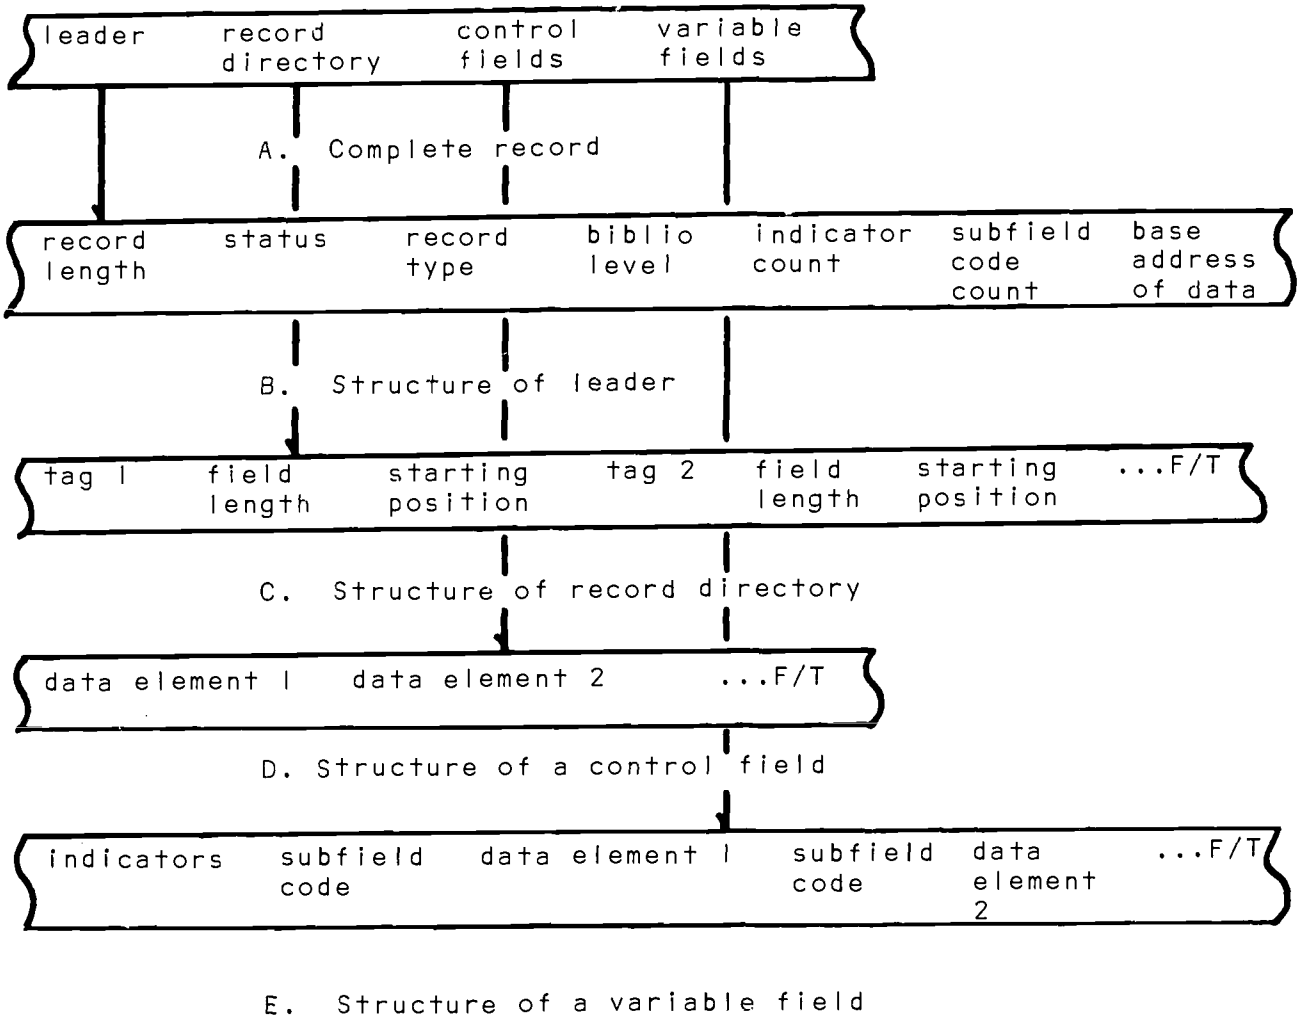 leader record directory control fields variable fields
A. Complete record
record length status record type biblio level indicator count subfield code count base address of data
B. Structure of leader
tag 1 field length starting position tag 2 field length starting position ...F/T
C. Structure of record directory
data element 1 data element 2 ...F/T
D. Structure of a control field
indicators subfield code data element 1 subfield code data element 2 ...F/T
E. Structure of a variable field